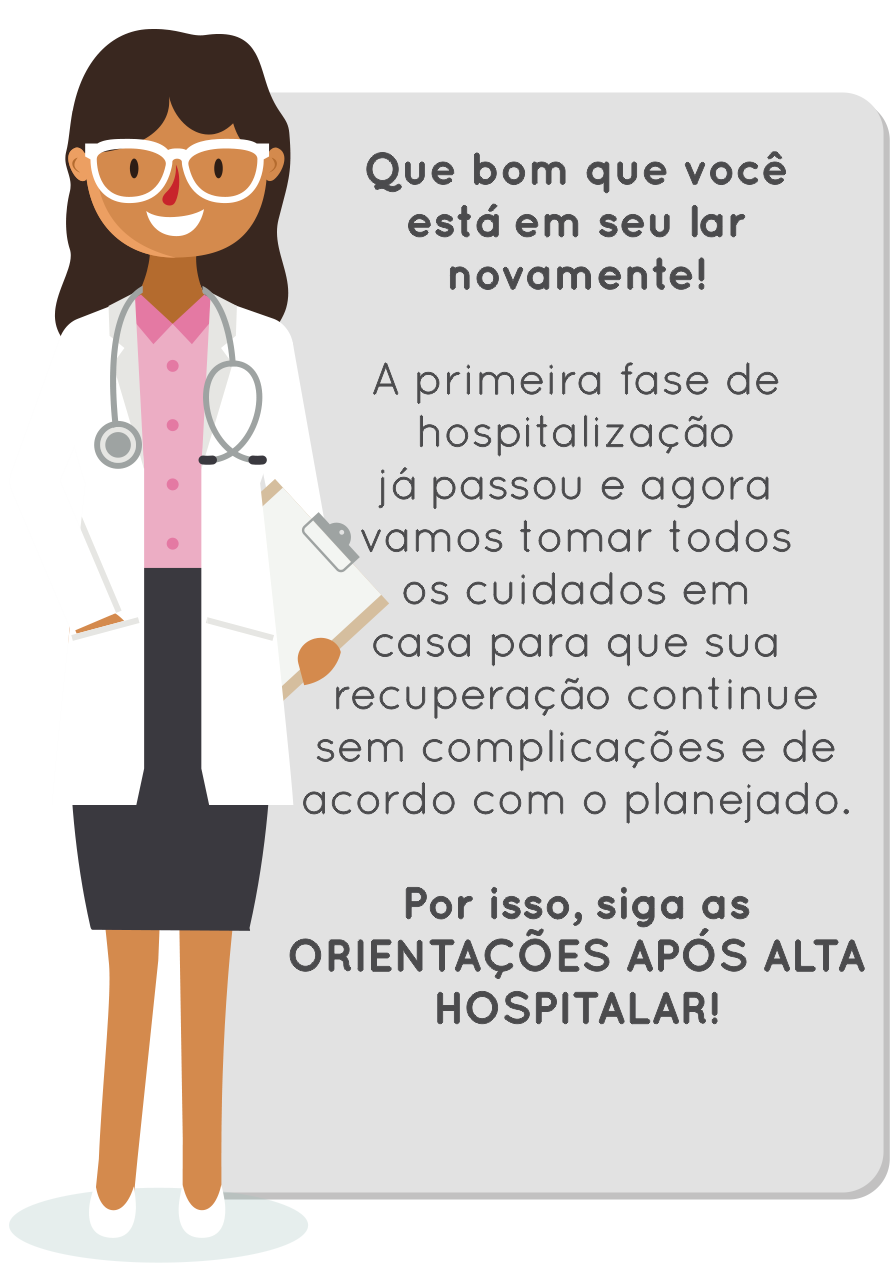 Que bom que você
está em seu lar
novamente!
A primeira fase de
hospitalização
já passou e agora
vamos tomar todos
os cuidados em
casa para que sua
recuperação continue
sem complicações e de
acordo com o planejado.
Por isso, siga as
ORIENTAÇÕES APÓS ALTA
HOSPITALAR!